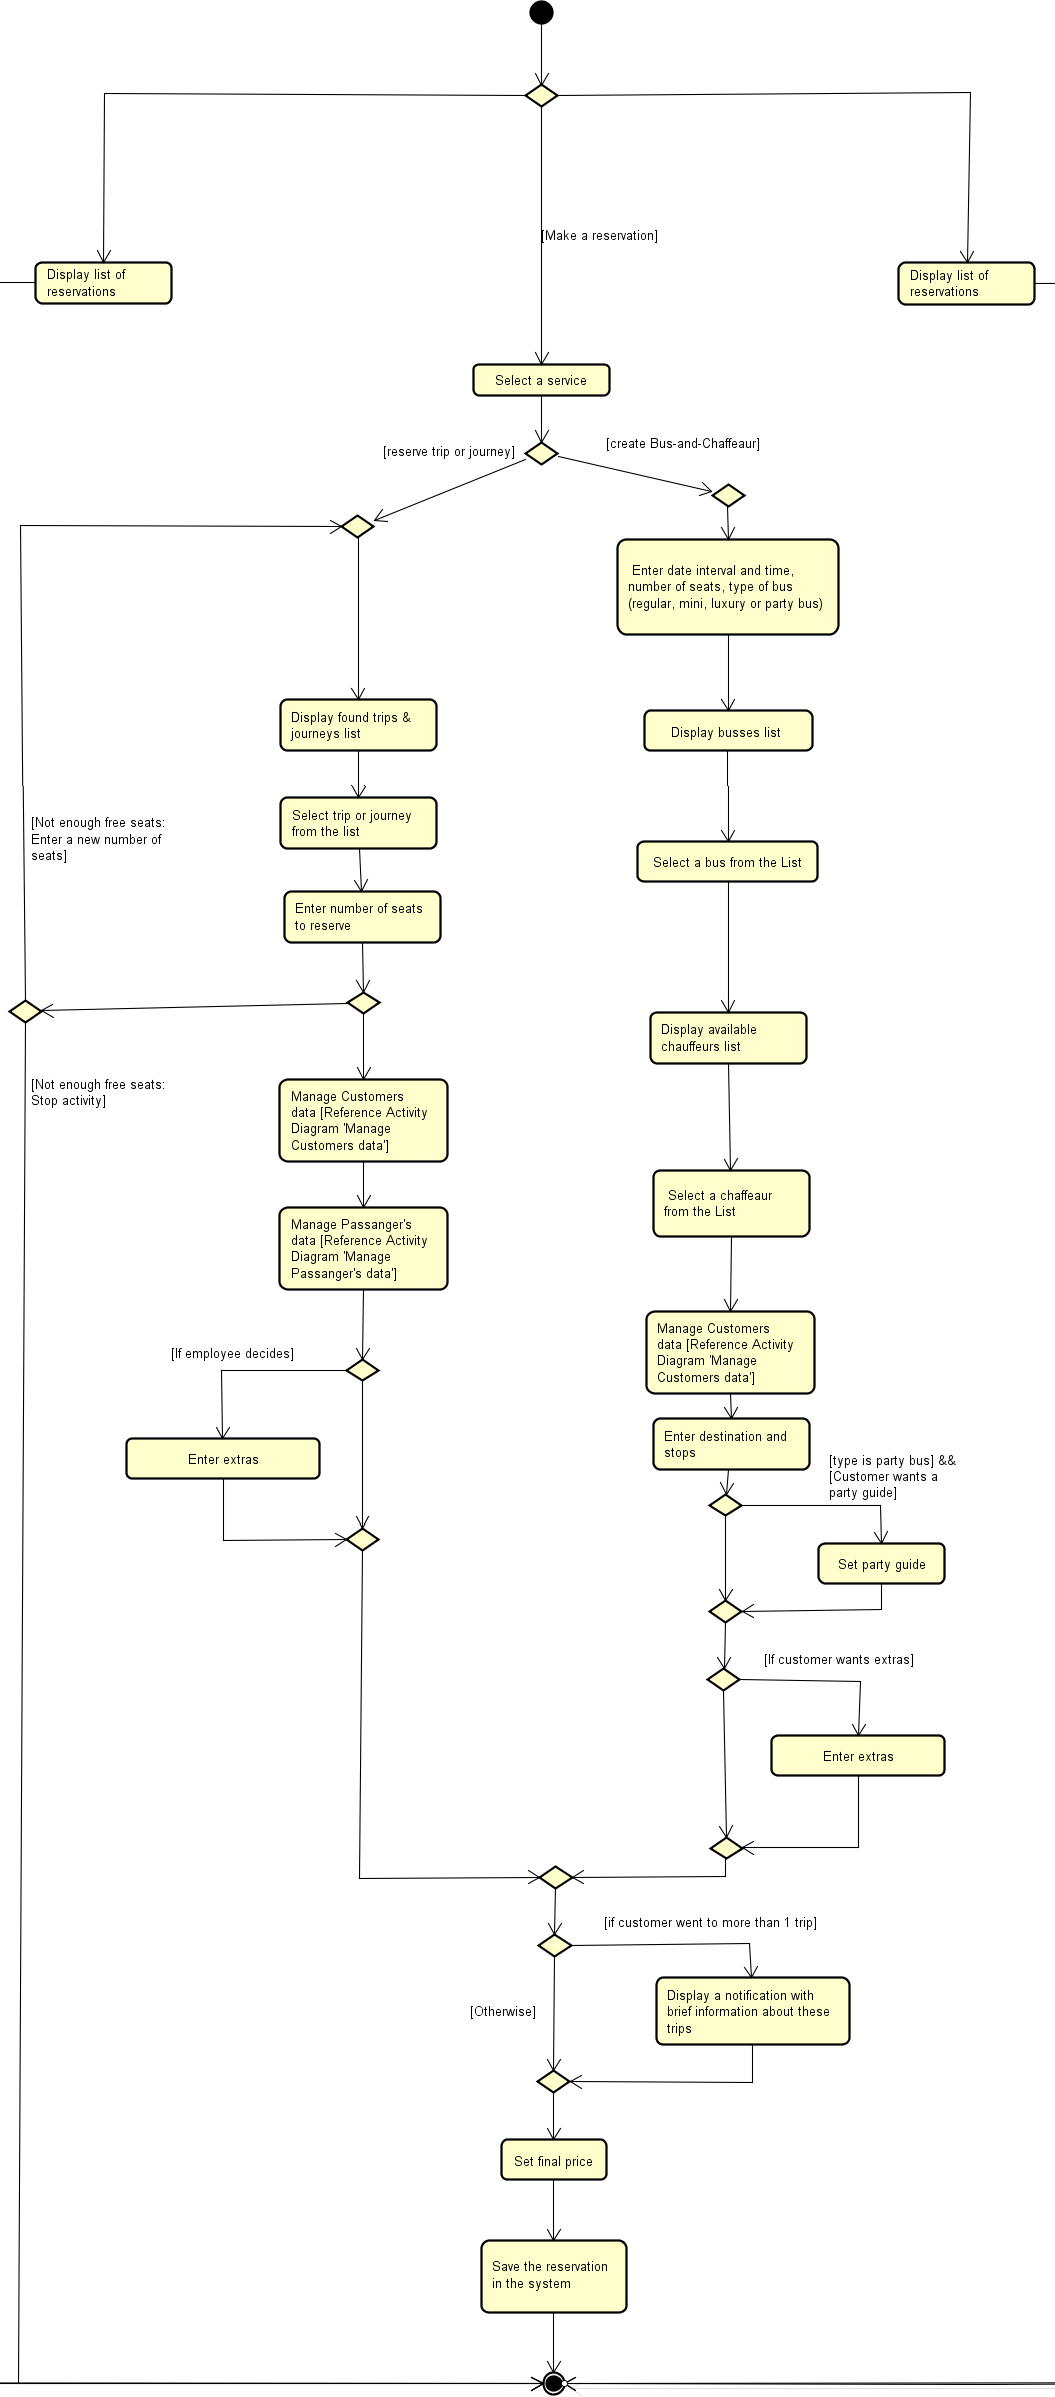 [Make a reservation]
Display list of
reservations
Display list of
reservations
Select a service
[reserve trip or journey]
[create Bus-and-Chaffeaur]
Enter date interval and time,
number of seats, type of bus
(regular, mini, luxury or party bus)
Display found trips &
journeys list
Display busses list
Select trip or journey
from the list
[Not enough free seats:
Enter a new number of
seats]
Select a bus from the List
Enter number of seats
to reserve
Display available
chauffeurs list
[Not enough free seats:
Stop activity]
Manage Customers
data [Reference Activity
Diagram 'Manage
Customers data']
Select a chaffeaur
from the List
Manage Passanger's
data [Reference Activity
Diagram 'Manage
Passanger's data']
Manage Customers
data [Reference Activity
Diagram 'Manage
Customers data']
[If employee decides]
Enter extras
Enter destination and
stops
[type is party bus] &&
[Customer wants a
party guide]
Set party guide
[If customer wants extras]
Enter extras
[if customer went to more than 1 trip]
Display a notification with
brief information about these
trips
[Otherwise]
Set final price
Save the reservation
in the system